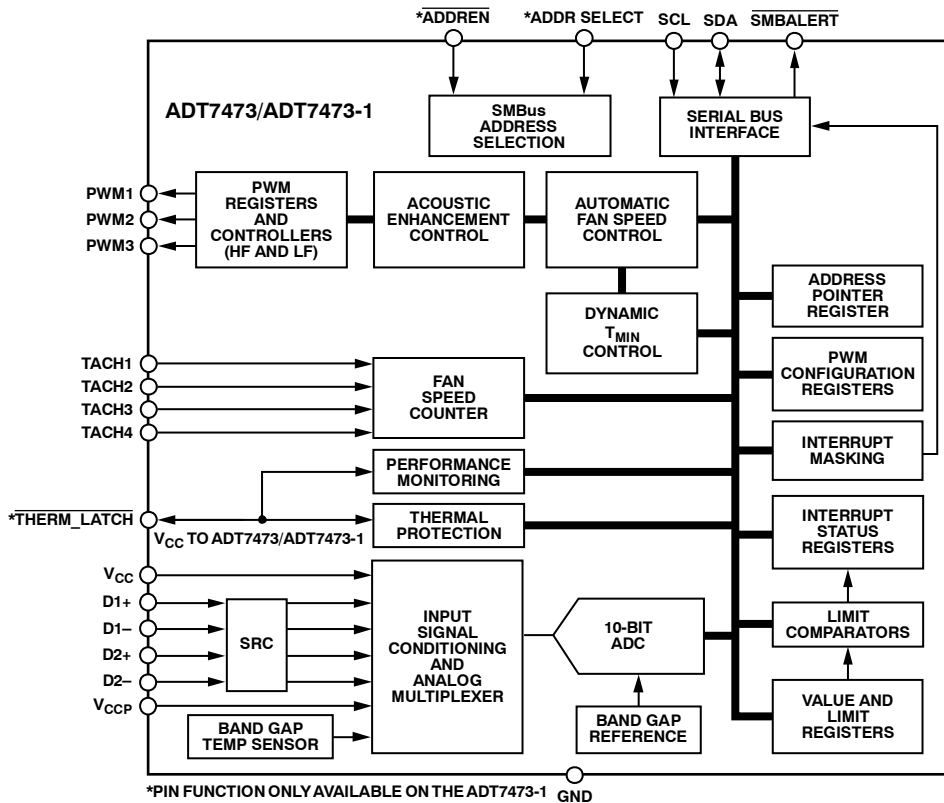 *ADDREN
*ADDR SELECT
SCL
SDA
SMBALERT
ADT7473/ADT7473-1
SMBus
ADDRESS
SELECTION
SERIAL BUS
INTERFACE
PWM1
PWM2
PWM3
PWM
REGISTERS
AND
CONTROLLERS
(HF AND LF)
ACOUSTIC
ENHANCEMENT
CONTROL
AUTOMATIC
FAN SPEED
CONTROL
DYNAMIC
TMIN
CONTROL
ADDRESS
POINTER
REGISTER
PWM
CONFIGURATION
REGISTERS
TACH1
TACH2
TACH3
TACH4
FAN
SPEED
COUNTER
INTERRUPT
MASKING
PERFORMANCE
MONITORING
*THERM_LATCH
VCC TO ADT7473/ADT7473-1
THERMAL
PROTECTION
INTERRUPT
STATUS
REGISTERS
VCC
D1+
D1–
D2+
D2–
VCCP
SRC
INPUT
SIGNAL
CONDITIONING
AND
ANALOG
MULTIPLEXER
10-BIT
ADC
LIMIT
COMPARATORS
BAND GAP
TEMP SENSOR
BAND GAP
REFERENCE
VALUE AND
LIMIT
REGISTERS
*PIN FUNCTION ONLY AVAILABLE ON THE ADT7473-1
GND